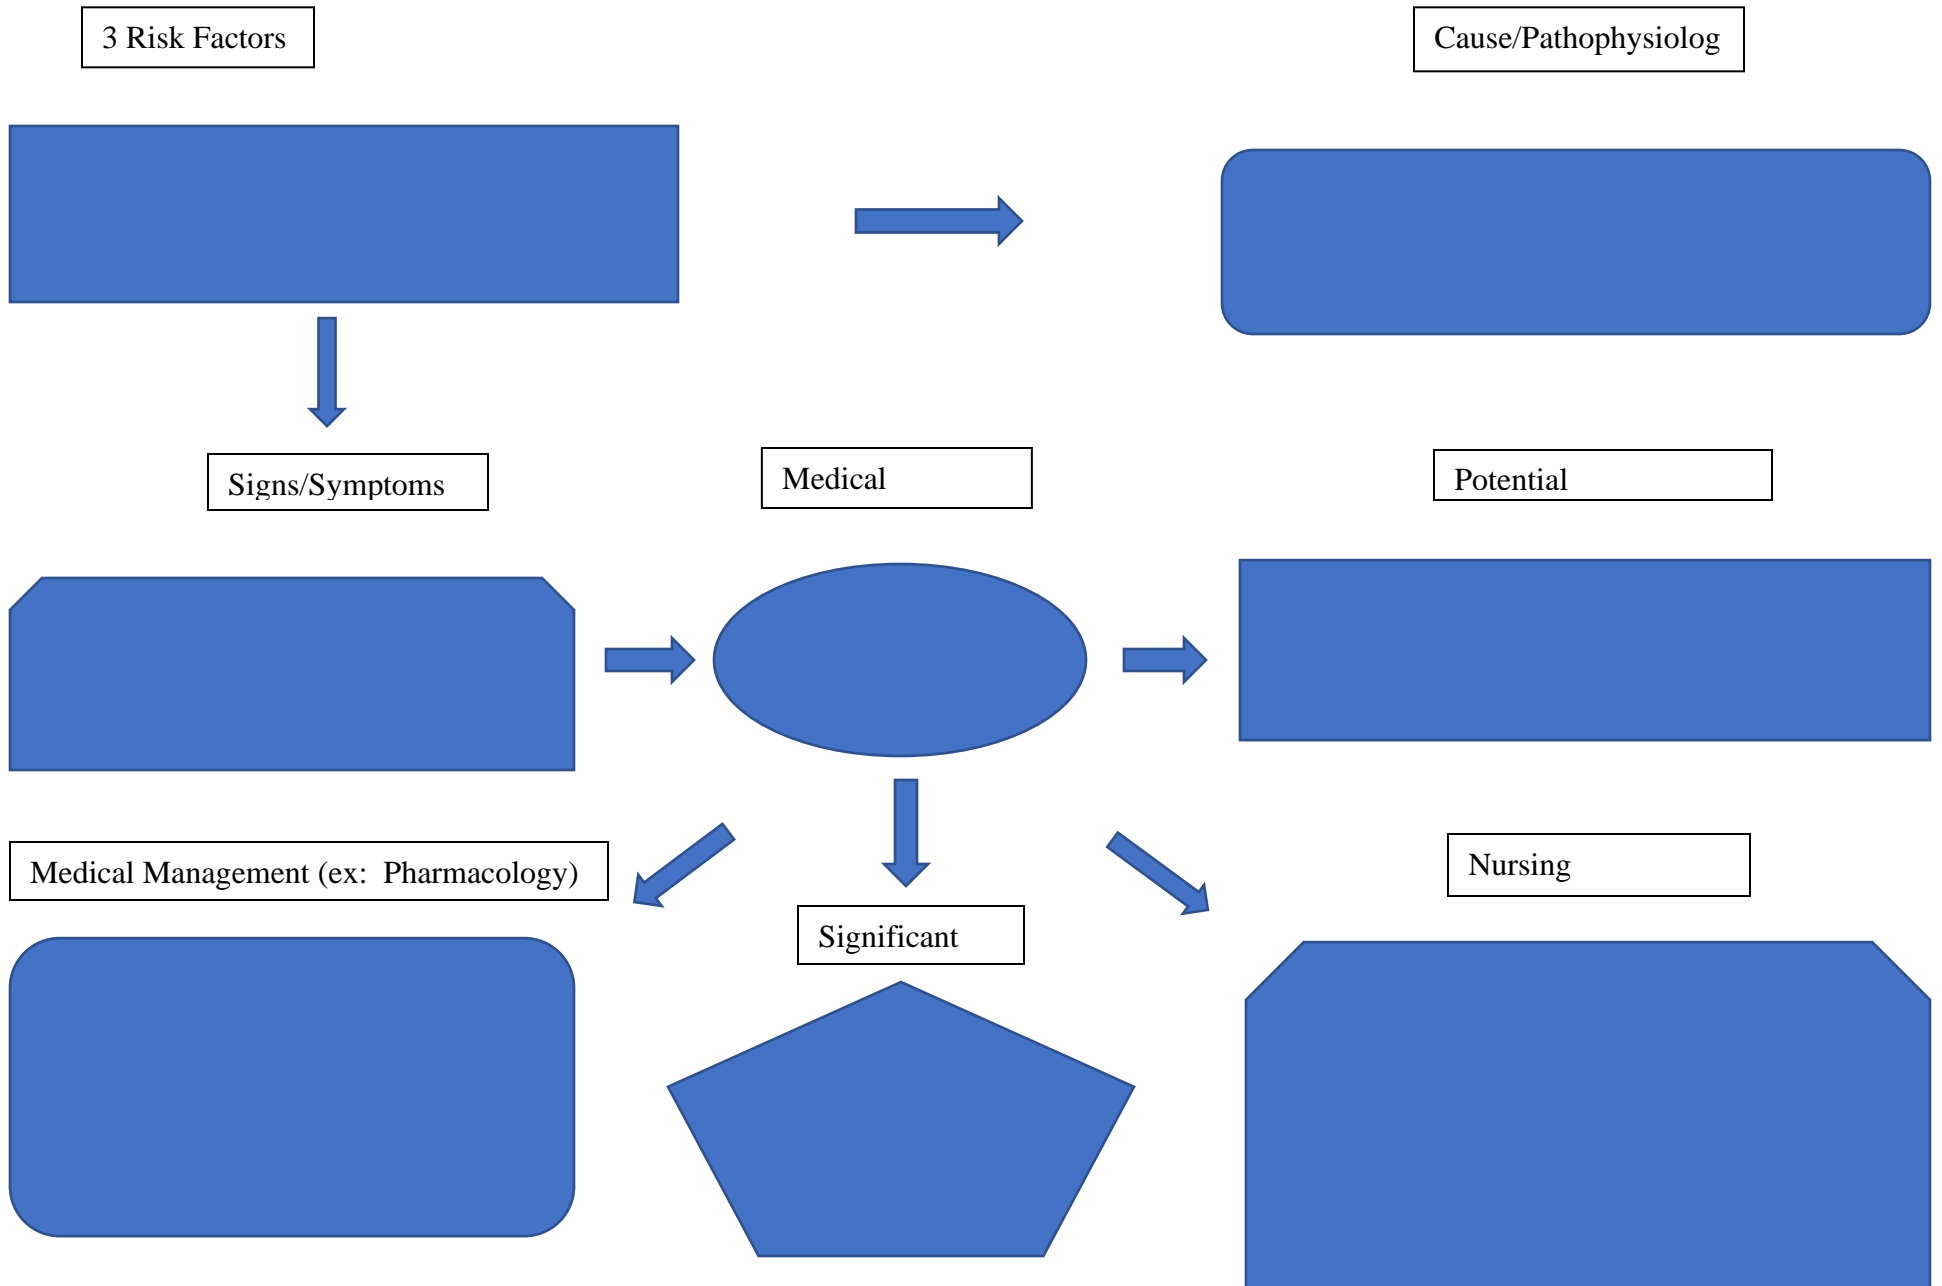 3 Risk Factors
Cause/Pathophysiolog
Signs/Symptoms
Medical
Potential
Medical Management (ex:  Pharmacology)
Nursing
Significant